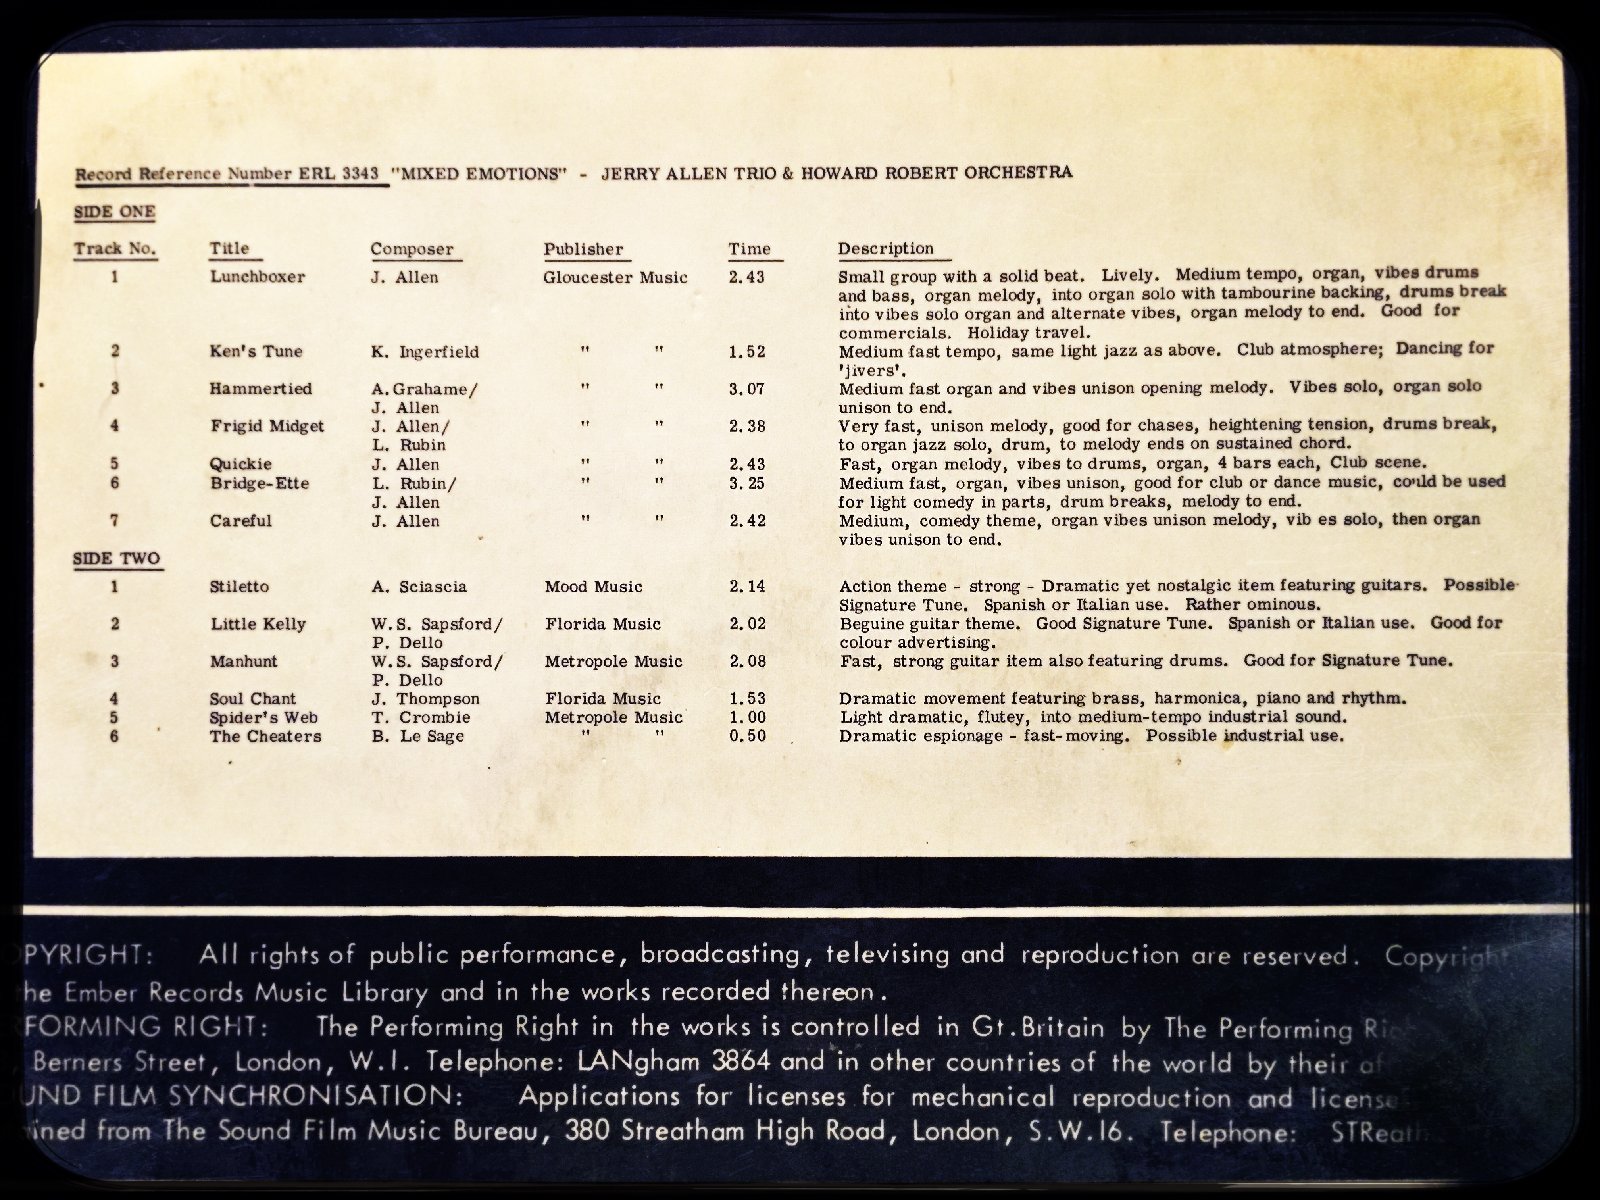 Record Reference Number ERL 3343 "MIXED EMOTIONS" - JERRY ALLEN TRIO & HOWARD ROBERT ORCHESTRA
SIDE ONE
Track No. Title Composer Publisher Time Description
1 Lunchboxer J. Allen Gloucester Music 2.43 Small group with a solid beat. Lively. Medium tempo, organ, vibes drums
and bass, organ melody, into organ solo with tambourine backing, drums break
into vibes solo organ and alternate vibes, organ melody to end. Good for
commercials. Holiday travel.
2 Ken's Tune K. Ingerfield " " 1.52 Medium fast tempo, same light jazz as above. Club atmosphere; Dancing for
'jivers'.
3 Hammertied A. Grahame/ " " 3.07 Medium fast organ and vibes unison opening melody. Vibes solo, organ solo
J. Allen unison to end.
4 Frigid Midget J. Allen/ " " 2.38 Very fast, unison melody, good for chases, heightening tension, drums break,
L. Rubin to organ jazz solo, drum, to melody ends on sustained chord.
5 Quickie J. Allen " " 2.43 Fast, organ melody, vibes to drums, organ, 4 bars each, Club scene.
6 Bridge-Ette L. Rubin/ " " 3.25 Medium fast, organ, vibes unison, good for club or dance music, could be used
J. Allen for light comedy in parts, drum breaks, melody to end.
7 Careful J. Allen " " 2.42 Medium, comedy theme, organ vibes unison melody, vib es solo, then organ
vibes unison to end.
SIDE TWO
1 Stiletto A. Sciascia Mood Music 2.14 Action theme - strong - Dramatic yet nostalgic item featuring guitars. Possible
Signature Tune. Spanish or Italian use. Rather ominous.
2 Little Kelly W.S. Sapsford/ Florida Music 2.02 Beguine guitar theme. Good Signature Tune. Spanish or Italian use. Good for
P. Dello colour advertising.
3 Manhunt W.S. Sapsford/ Metropole Music 2.08 Fast, strong guitar item also featuring drums. Good for Signature Tune.
P. Dello
4 Soul Chant J. Thompson Florida Music 1.53 Dramatic movement featuring brass, harmonica, piano and rhythm.
5 Spider's Web T. Crombie Metropole Music 1.00 Light dramatic, flutey, into medium-tempo industrial sound.
6 The Cheaters B. Le Sage " " 0.50 Dramatic espionage - fast-moving. Possible industrial use.
OPYRIGHT: All rights of public performance, broadcasting, televising and reproduction are reserved. Copyright
he Ember Records Music Library and in the works recorded thereon.
FORMING RIGHT: The Performing Right in the works is controlled in Gt. Britain by The Performing
Berners Street, London, W.1. Telephone: LANgham 3864 and in other countries of the world by their
UND FILM SYNCHRONISATION: Applications for licenses for mechanical reproduction and license
ined from The Sound Film Music Bureau, 380 Streatham High Road, London, S.W.16. Telephone: STReat